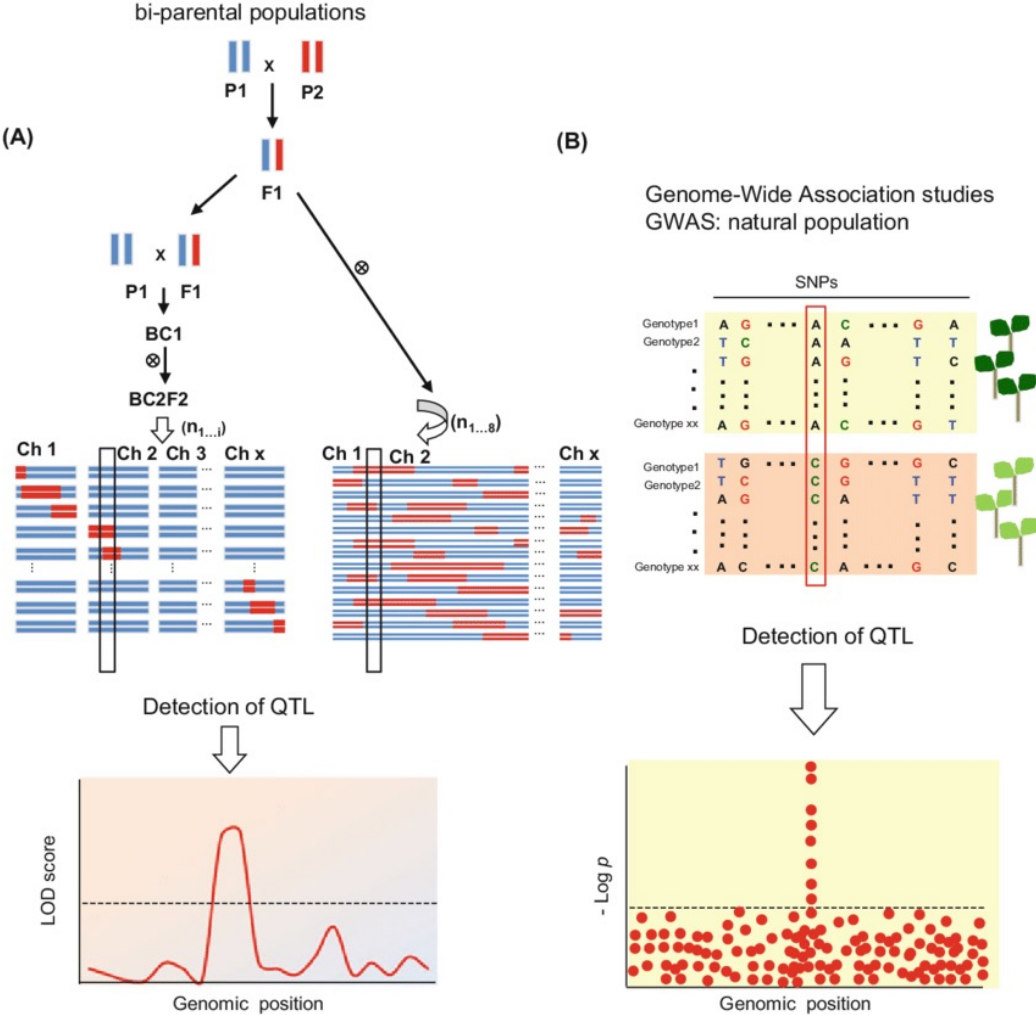 bi-parental populations
x
P1 P2
(A)
F1
x
P1 F1
BC1
⊗
⊗
BC2F2
(n1...i)
(n1...8)
Ch 1 Ch 2 Ch 3 ... Ch x
Ch 1 Ch 2 ... Ch x
Detection of QTL
LOD score
Genomic position
(B)
Genome-Wide Association studies
GWAS: natural population
SNPs
Genotype1 A G ... A C ... G A
Genotype2 T C A A T T
T G A G T C
Genotype xx A G ... A C ... G T
Genotype1 T G ... C G ... G C
Genotype2 T C C G T T
A G C A T T
Genotype xx A C ... C A ... G C
Detection of QTL
- Log p
Genomic position